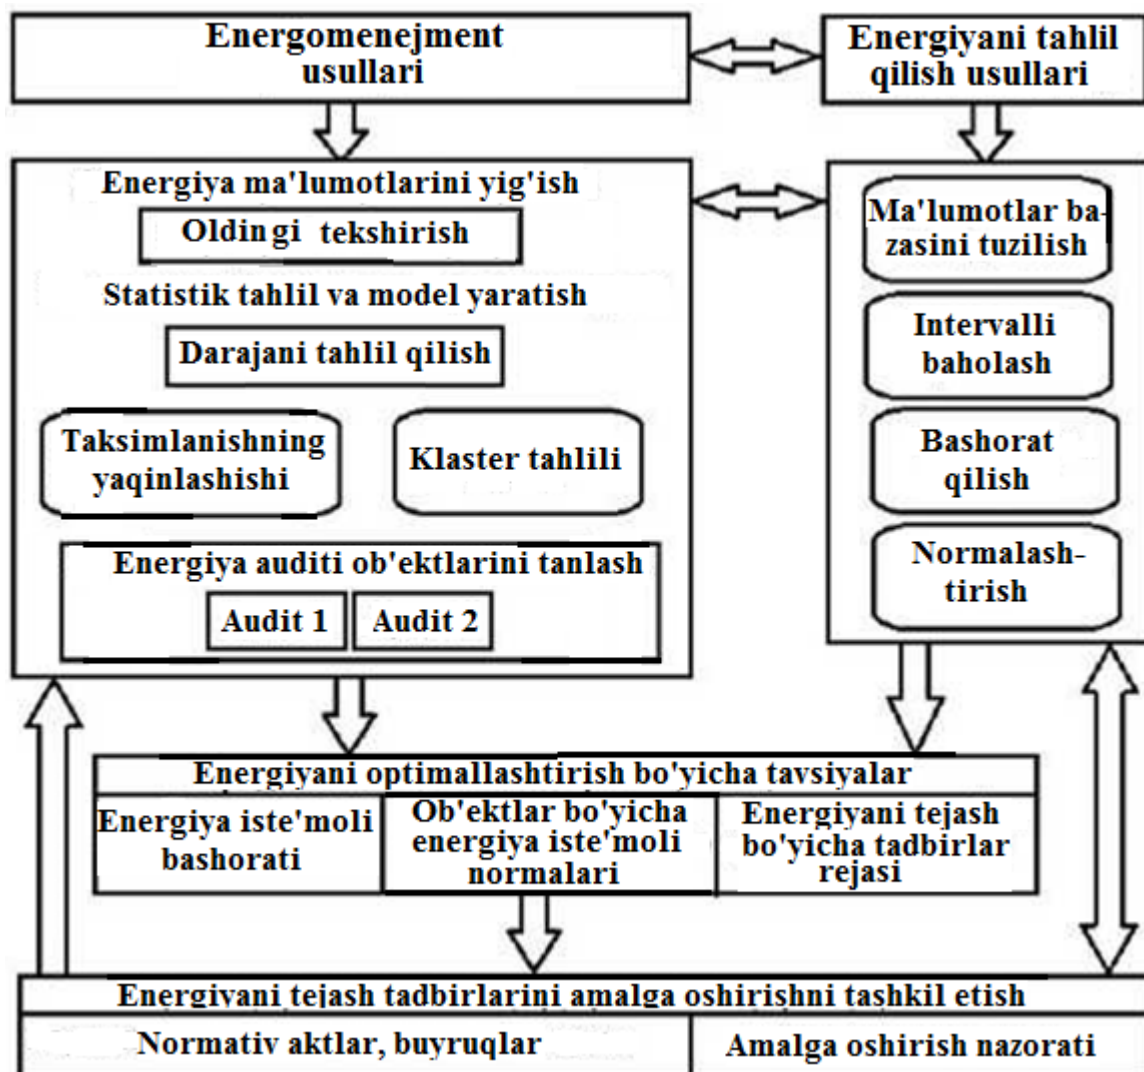 Energomenejment
usullari
Energiyani tahlil
qilish usullari
Energiya ma'lumotlarini yig'ish
Oldingi tekshirish
Statistik tahlil va model yaratish
Darajani tahlil qilish
Taksimlanishning
yaqinlashishi
Klaster tahlili
Energiya auditi ob'ektlarini tanlash
Audit 1
Audit 2
Ma'lumotlar ba-
zasini tuzilish
Intervalli
baholash
Bashorat
qilish
Normalash-
tirish
Energiyani optimallashtirish bo'yicha tavsiyalar
Energiya iste'moli
bashorati
Ob'ektlar bo'yicha
energiya iste'moli
normalari
Energiyani tejash
bo'yicha tadbirlar
rejasi
Energiyani tejash tadbirlarini amalga oshirishni tashkil etish
Normativ aktlar, buyruqlar
Amalga oshirish nazorati